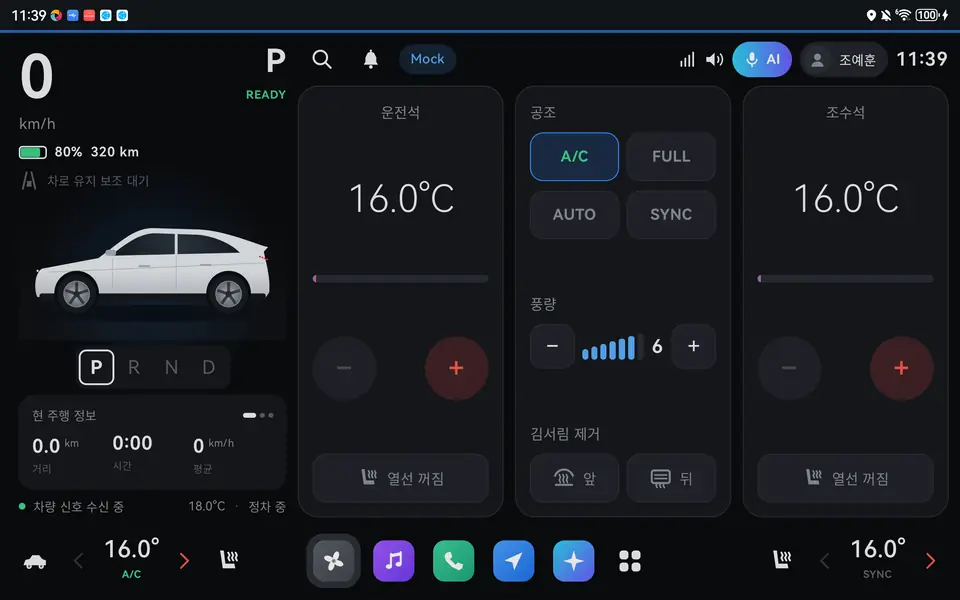 11:39
100
0
P
READY
km/h
80% 320 km
차로 유지 보조 대기
P R N D
현 주행 정보
0.0 km
0:00
0 km/h
거리
시간
평균
차량 신호 수신 중
18.0°C · 정차 중
Mock
AI
조예훈
11:39
운전석
16.0°C
−
+
열선 꺼짐
공조
A/C
FULL
AUTO
SYNC
풍량
− 6 +
김서림 제거
앞
뒤
조수석
16.0°C
−
+
열선 꺼짐
16.0°
A/C
16.0°
SYNC